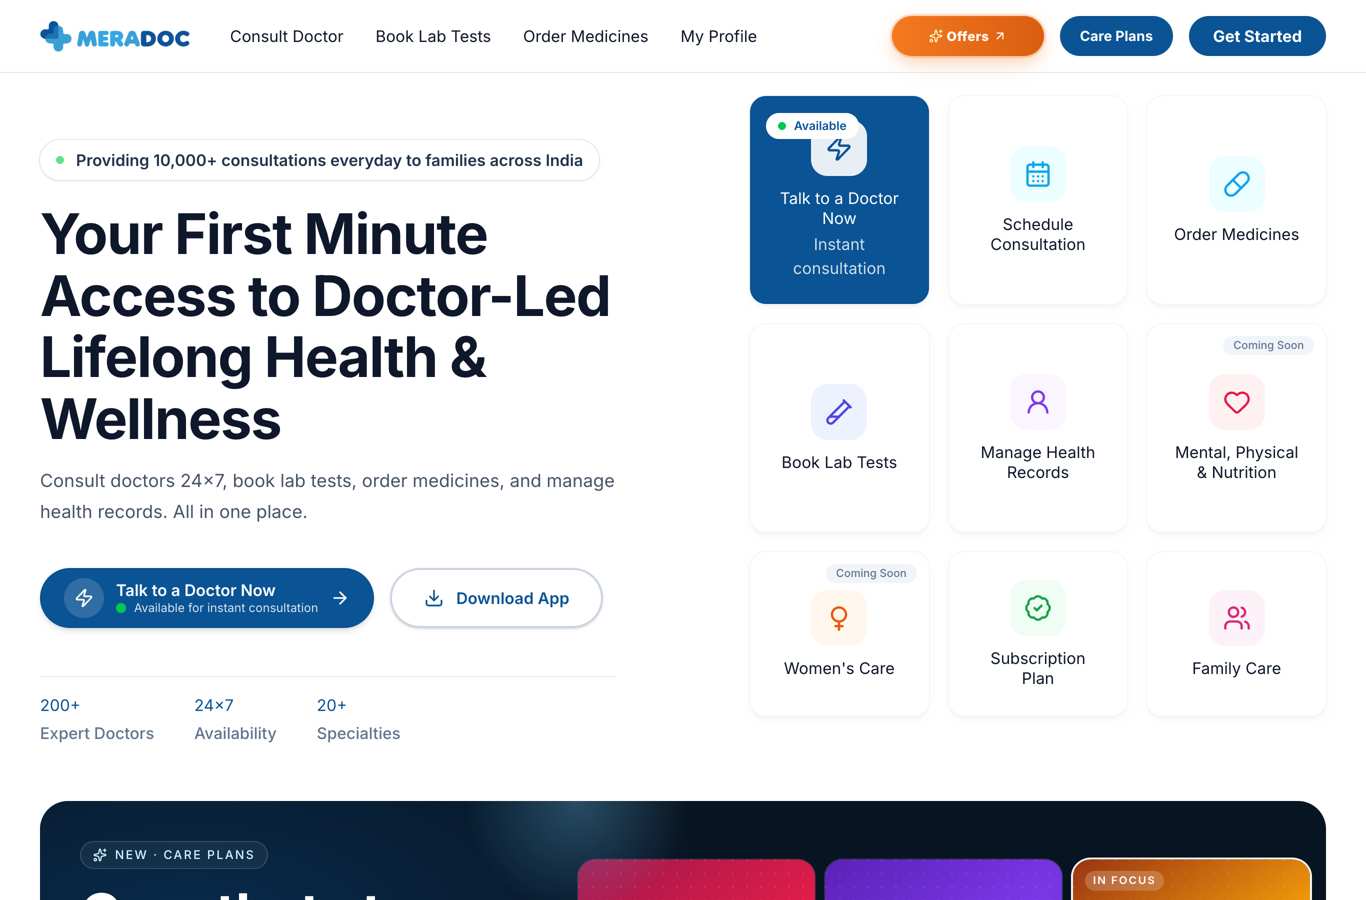 MERADOC
Consult Doctor
Book Lab Tests
Order Medicines
My Profile
Offers
Care Plans
Get Started
Providing 10,000+ consultations everyday to families across India
Your First Minute
Access to Doctor-Led
Lifelong Health &
Wellness
Consult doctors 24×7, book lab tests, order medicines, and manage
health records. All in one place.
Talk to a Doctor Now
Available for instant consultation
Download App
200+
Expert Doctors
24×7
Availability
20+
Specialties
Available
Talk to a Doctor
Now
Instant
consultation
Schedule
Consultation
Order Medicines
Book Lab Tests
Manage Health
Records
Coming Soon
Mental, Physical
& Nutrition
Coming Soon
Women's Care
Subscription
Plan
Family Care
NEW · CARE PLANS
IN FOCUS